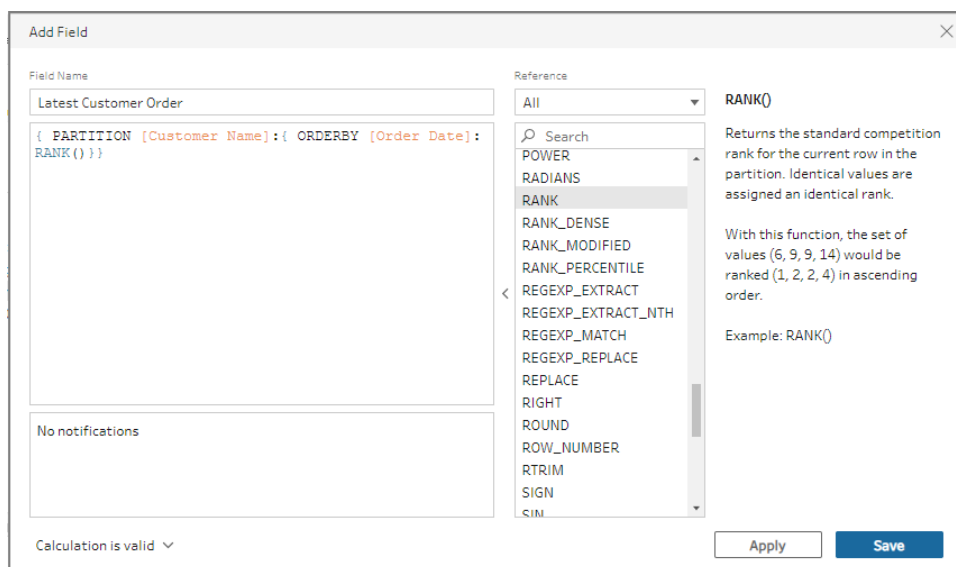 Add Field
Field Name
Latest Customer Order
{ PARTITION [Customer Name]:{ ORDERBY [Order Date]:
RANK()}}
No notifications
Calculation is valid
Reference
All
Search
POWER
RADIANS
RANK
RANK_DENSE
RANK_MODIFIED
RANK_PERCENTILE
REGEXP_EXTRACT
REGEXP_EXTRACT_NTH
REGEXP_MATCH
REGEXP_REPLACE
REPLACE
RIGHT
ROUND
ROW_NUMBER
RTRIM
SIGN
SIN
RANK()
Returns the standard competition
rank for the current row in the
partition. Identical values are
assigned an identical rank.
With this function, the set of
values (6, 9, 9, 14) would be
ranked (1, 2, 2, 4) in ascending
order.
Example: RANK()
Apply
Save